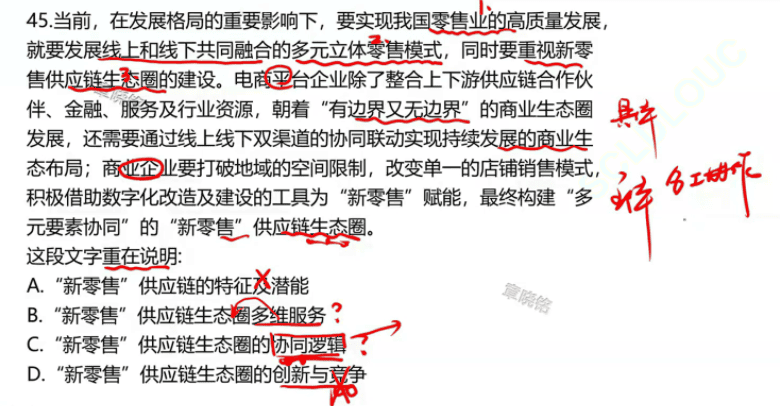 45.当前，在发展格局的重要影响下，要实现我国零售业的高质量发展，
就要发展线上和线下共同融合的多元立体零售模式，同时要重视新零
售供应链生态圈的建设。电商平台企业除了整合上下游供应链合作伙
伴、金融、服务及行业资源，朝着“有边界又无边界”的商业生态圈
发展，还需要通过线上线下双渠道的协同联动实现持续发展的商业生
态布局；商业企业要打破地域的空间限制，改变单一的店铺销售模式，
积极借助数字化改造及建设的工具为“新零售”赋能，最终构建“多
元要素协同”的“新零售”供应链生态圈。
这段文字重在说明:
A.“新零售”供应链的特征及潜能
B.“新零售”供应链生态圈多维服务？
C.“新零售”供应链生态圈的协同逻辑？
D.“新零售”供应链生态圈的创新与竞争
章晓铭
章晓铭